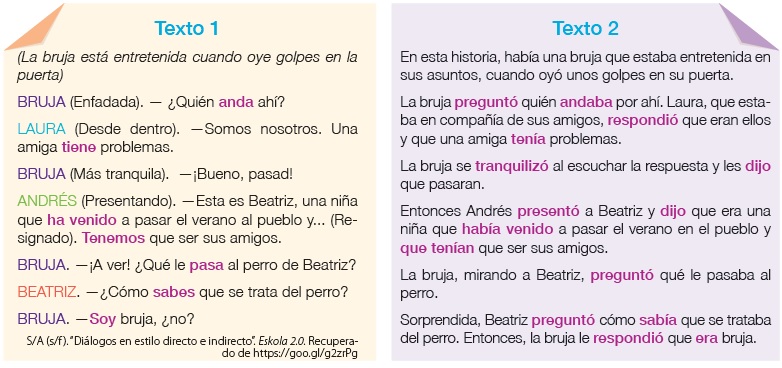 Texto 1
(La bruja está entretenida cuando oye golpes en la
puerta)
BRUJA (Enfadada). — ¿Quién anda ahí?
LAURA (Desde dentro). —Somos nosotros. Una
amiga tiene problemas.
BRUJA (Más tranquila). —¡Bueno, pasad!
ANDRÉS (Presentando). —Esta es Beatriz, una niña
que ha venido a pasar el verano al pueblo y... (Re-
signado). Tenemos que ser sus amigos.
BRUJA. —¡A ver! ¿Qué le pasa al perro de Beatriz?
BEATRIZ. —¿Cómo sabes que se trata del perro?
BRUJA. —Soy bruja, ¿no?
S/A (s/f). “Diálogos en estilo directo e indirecto”. Eskola 2.0. Recupera-
do de https://goo.gl/g2zrPg
Texto 2
En esta historia, había una bruja que estaba entretenida en
sus asuntos, cuando oyó unos golpes en su puerta.
La bruja preguntó quién andaba por ahí. Laura, que esta-
ba en compañía de sus amigos, respondió que eran ellos
y que una amiga tenía problemas.
La bruja se tranquilizó al escuchar la respuesta y les dijo
que pasaran.
Entonces Andrés presentó a Beatriz y dijo que era una
niña que había venido a pasar el verano en el pueblo y
que tenían que ser sus amigos.
La bruja, mirando a Beatriz, preguntó qué le pasaba al
perro.
Sorprendida, Beatriz preguntó cómo sabía que se trataba
del perro. Entonces, la bruja le respondió que era bruja.